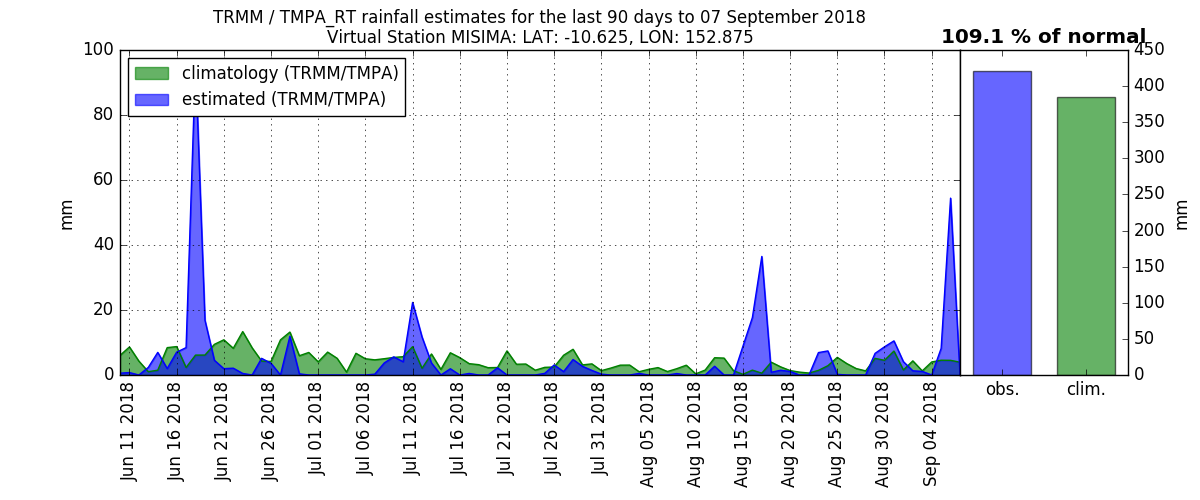 TRMM / TMPA_RT rainfall estimates for the last 90 days to 07 September 2018
Virtual Station MISIMA: LAT: -10.625, LON: 152.875
109.1 % of normal
climatology (TRMM/TMPA)
estimated (TRMM/TMPA)
mm
100
80
60
40
20
0
Jun 11 2018
Jun 16 2018
Jun 21 2018
Jun 26 2018
Jul 01 2018
Jul 06 2018
Jul 11 2018
Jul 16 2018
Jul 21 2018
Jul 26 2018
Jul 31 2018
Aug 05 2018
Aug 10 2018
Aug 15 2018
Aug 20 2018
Aug 25 2018
Aug 30 2018
Sep 04 2018
450
400
350
300
250
200
150
100
50
0
mm
obs.
clim.